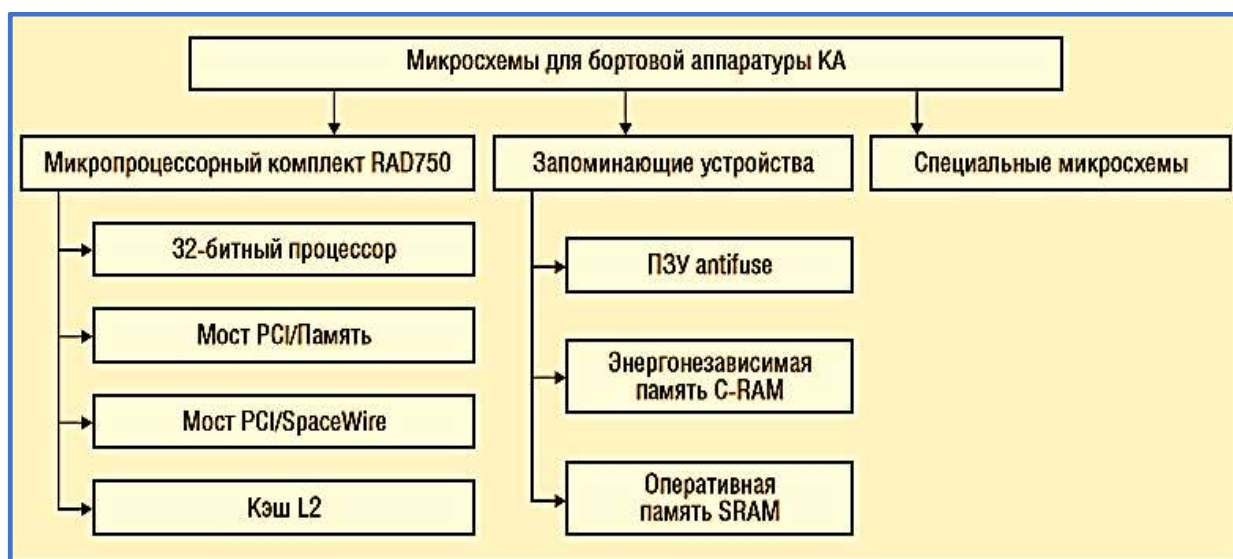 Микросхемы для бортовой аппаратуры КА
Микропроцессорный комплект RAD750
Запоминающие устройства
Специальные микросхемы
32-битный процессор
Мост PCI/Память
Мост PCI/SpaceWire
Кэш L2
ПЗУ antifuse
Энергонезависимая
память C-RAM
Оперативная
память SRAM